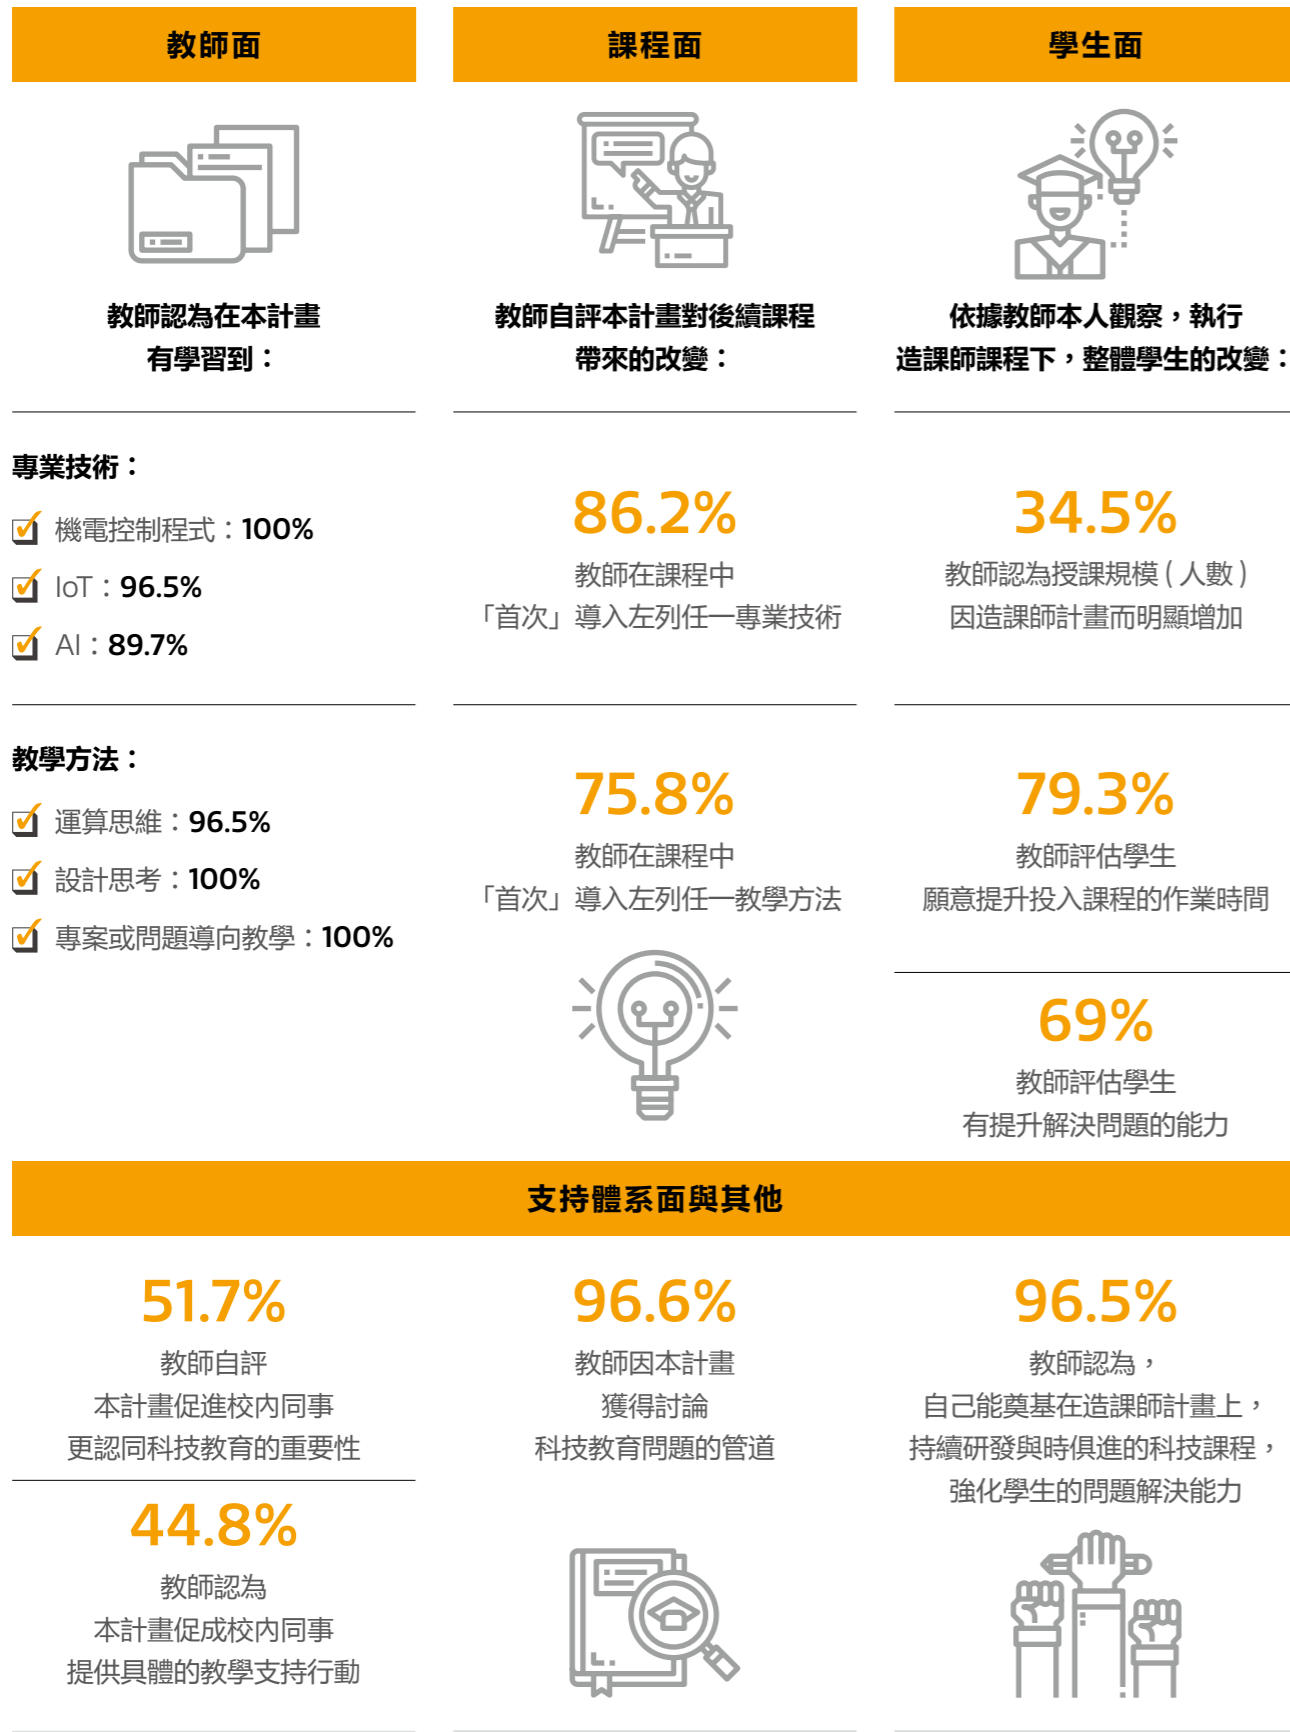 教師面
教師認為在本計畫
有學習到：
專業技術：
機電控制程式：100%
IoT：96.5%
AI：89.7%
教學方法：
運算思維：96.5%
設計思考：100%
專案或問題導向教學：100%
課程面
教師自評本計畫對後續課程
帶來的改變：
86.2%
教師在課程中
「首次」導入左列任一專業技術
75.8%
教師在課程中
「首次」導入左列任一教學方法
學生面
依據教師本人觀察，執行
造課師課程下，整體學生的改變：
34.5%
教師認為授課規模 ( 人數 )
因造課師計畫而明顯增加
79.3%
教師評估學生
願意提升投入課程的作業時間
69%
教師評估學生
有提升解決問題的能力
支持體系面與其他
51.7%
教師自評
本計畫促進校內同事
更認同科技教育的重要性
44.8%
教師認為
本計畫促成校內同事
提供具體的教學支持行動
96.6%
教師因本計畫
獲得討論
科技教育問題的管道
96.5%
教師認為，
自己能奠基在造課師計畫上，
持續研發與時俱進的科技課程，
強化學生的問題解決能力